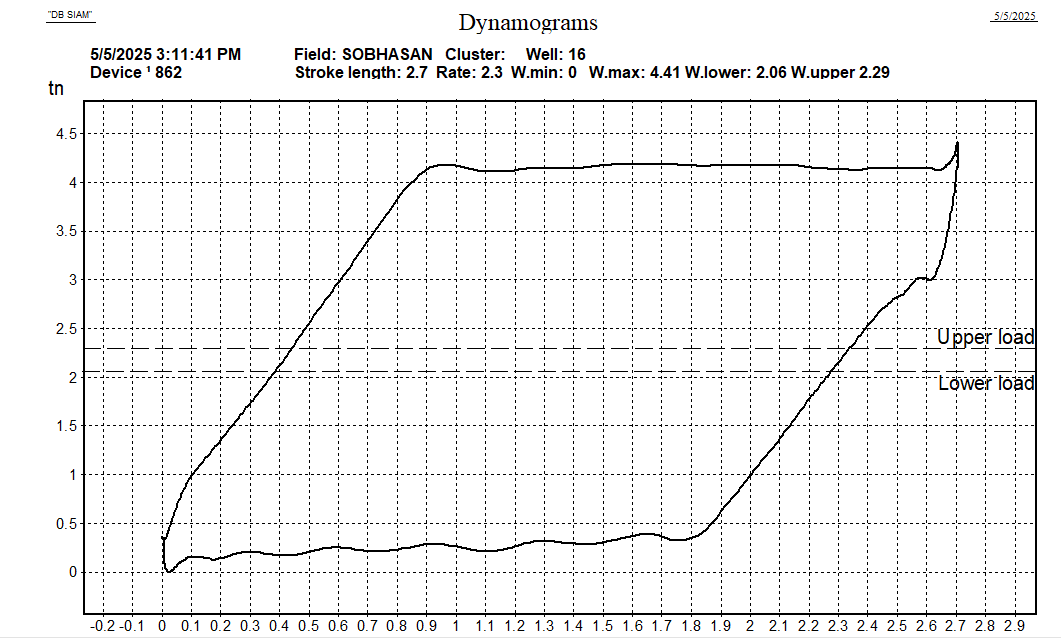 "DB SIAM"
5/5/2025
Dynamograms
5/5/2025 3:11:41 PM Field: SOBHASAN Cluster: Well: 16
Device ¹ 862 Stroke length: 2.7 Rate: 2.3 W.min: 0 W.max: 4.41 W.lower: 2.06 W.upper 2.29
tn
4.5
4
3.5
3
2.5
Upper load
2
Lower load
1.5
1
0.5
0
-0.2 -0.1 0 0.1 0.2 0.3 0.4 0.5 0.6 0.7 0.8 0.9 1 1.1 1.2 1.3 1.4 1.5 1.6 1.7 1.8 1.9 2 2.1 2.2 2.3 2.4 2.5 2.6 2.7 2.8 2.9